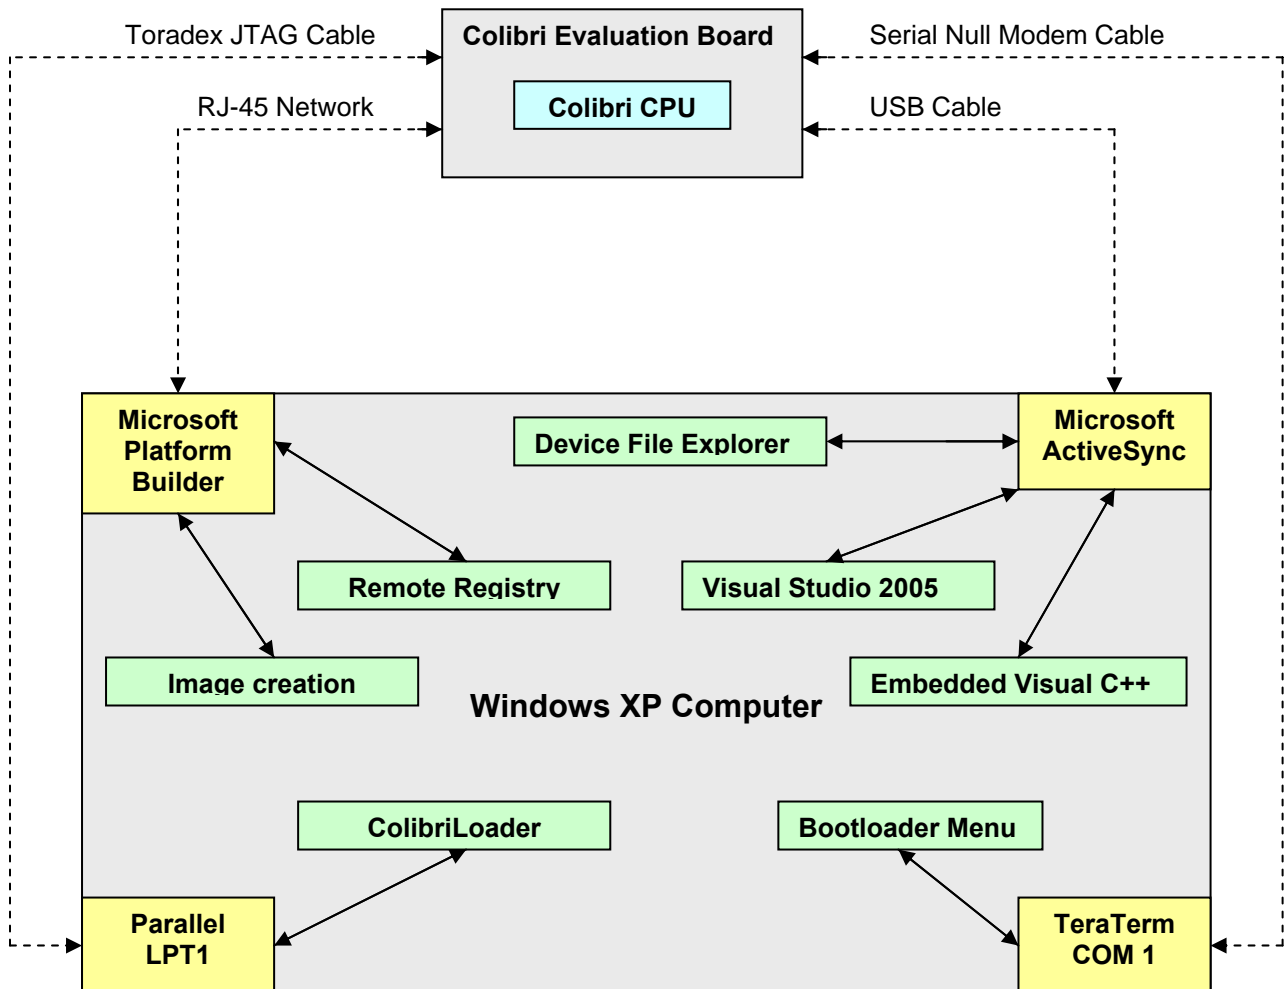 Toradex JTAG Cable
Colibri Evaluation Board
Serial Null Modem Cable
RJ-45 Network
Colibri CPU
USB Cable
Microsoft
Platform
Builder
Device File Explorer
Microsoft
ActiveSync
Remote Registry
Visual Studio 2005
Image creation
Embedded Visual C++
Windows XP Computer
ColibriLoader
Bootloader Menu
Parallel
LPT1
TeraTerm
COM 1